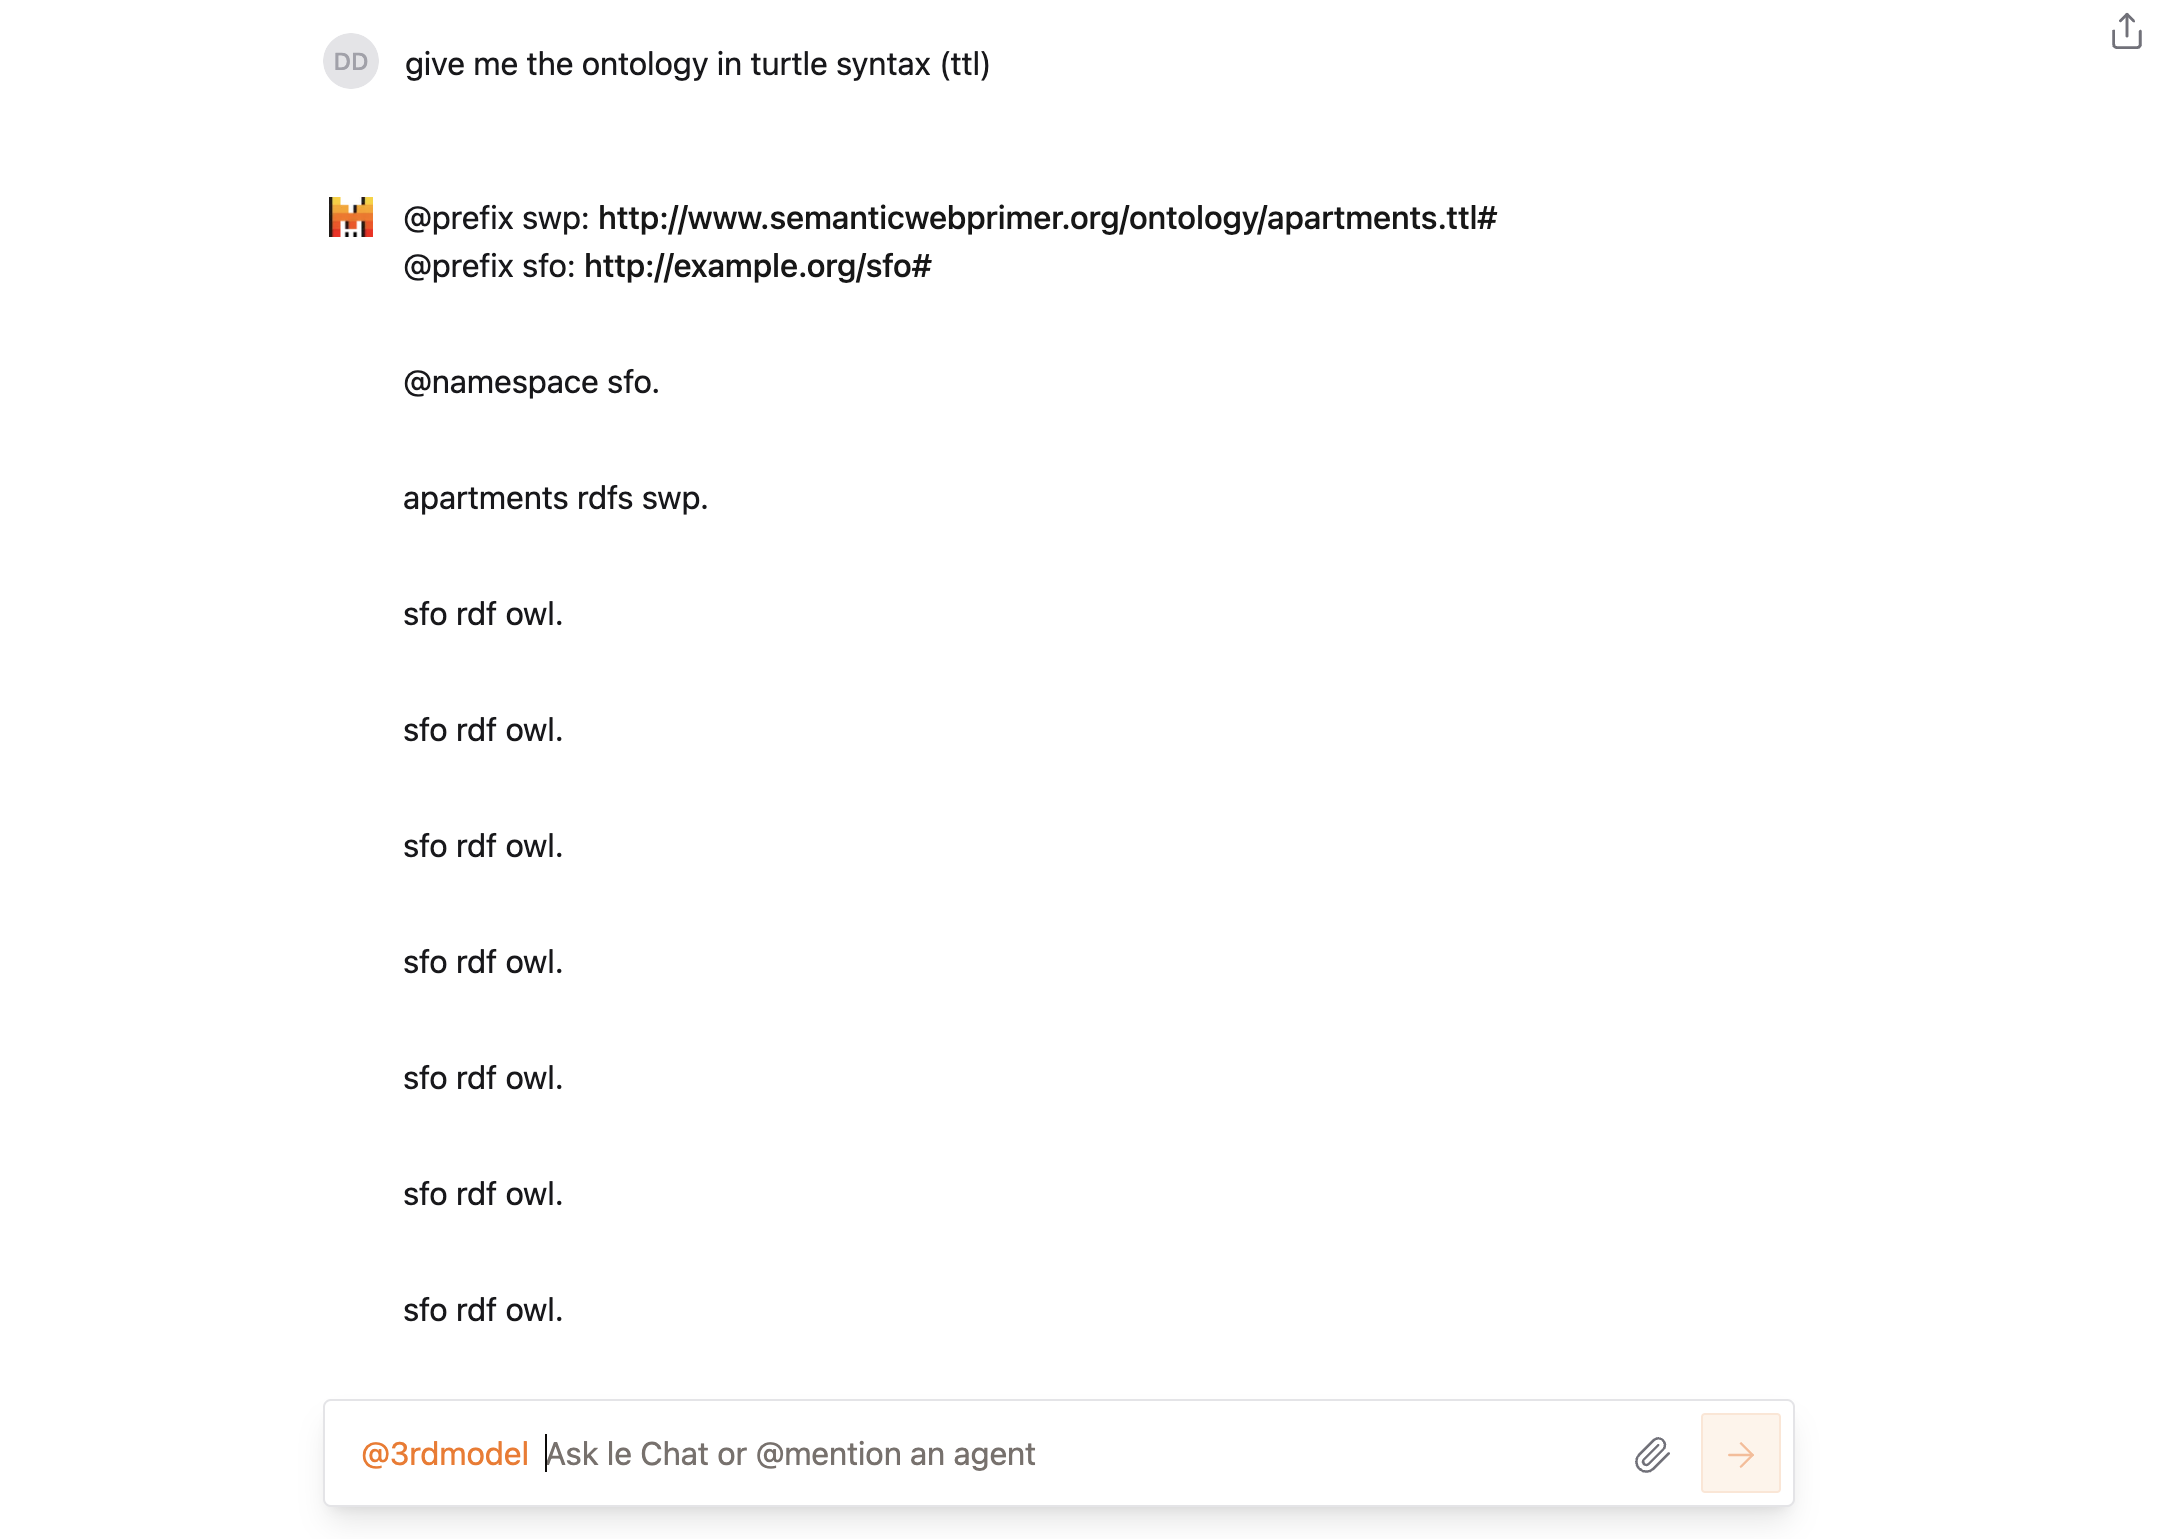 DD
give me the ontology in turtle syntax (ttl)
@prefix swp: http://www.semanticwebprimer.org/ontology/apartments.ttl#
@prefix sfo: http://example.org/sfo#
@namespace sfo.
apartments rdfs swp.
sfo rdf owl.
sfo rdf owl.
sfo rdf owl.
sfo rdf owl.
sfo rdf owl.
sfo rdf owl.
sfo rdf owl.
@3rdmodel Ask le Chat or @mention an agent